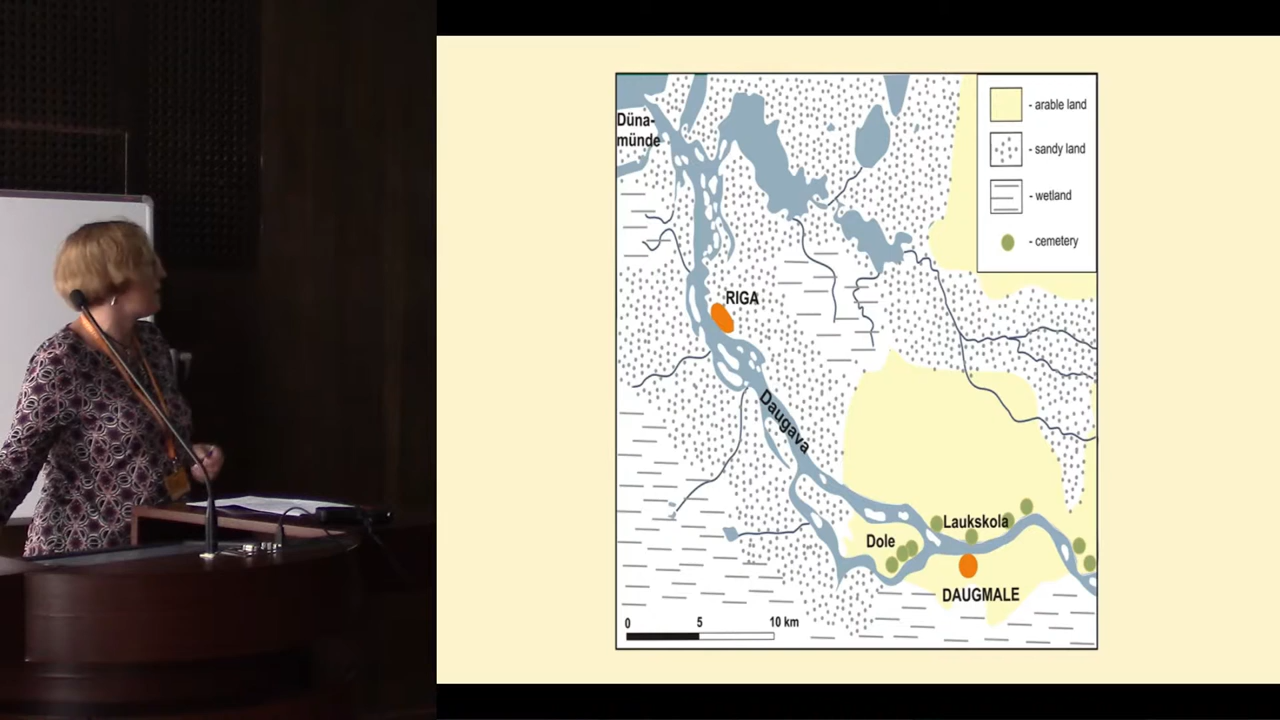 Düna-
münde
- arable land
- sandy land
- wetland
- cemetery
RIGA
Daugava
Laukskola
Dole
DAUGMALE
0 5 10 km